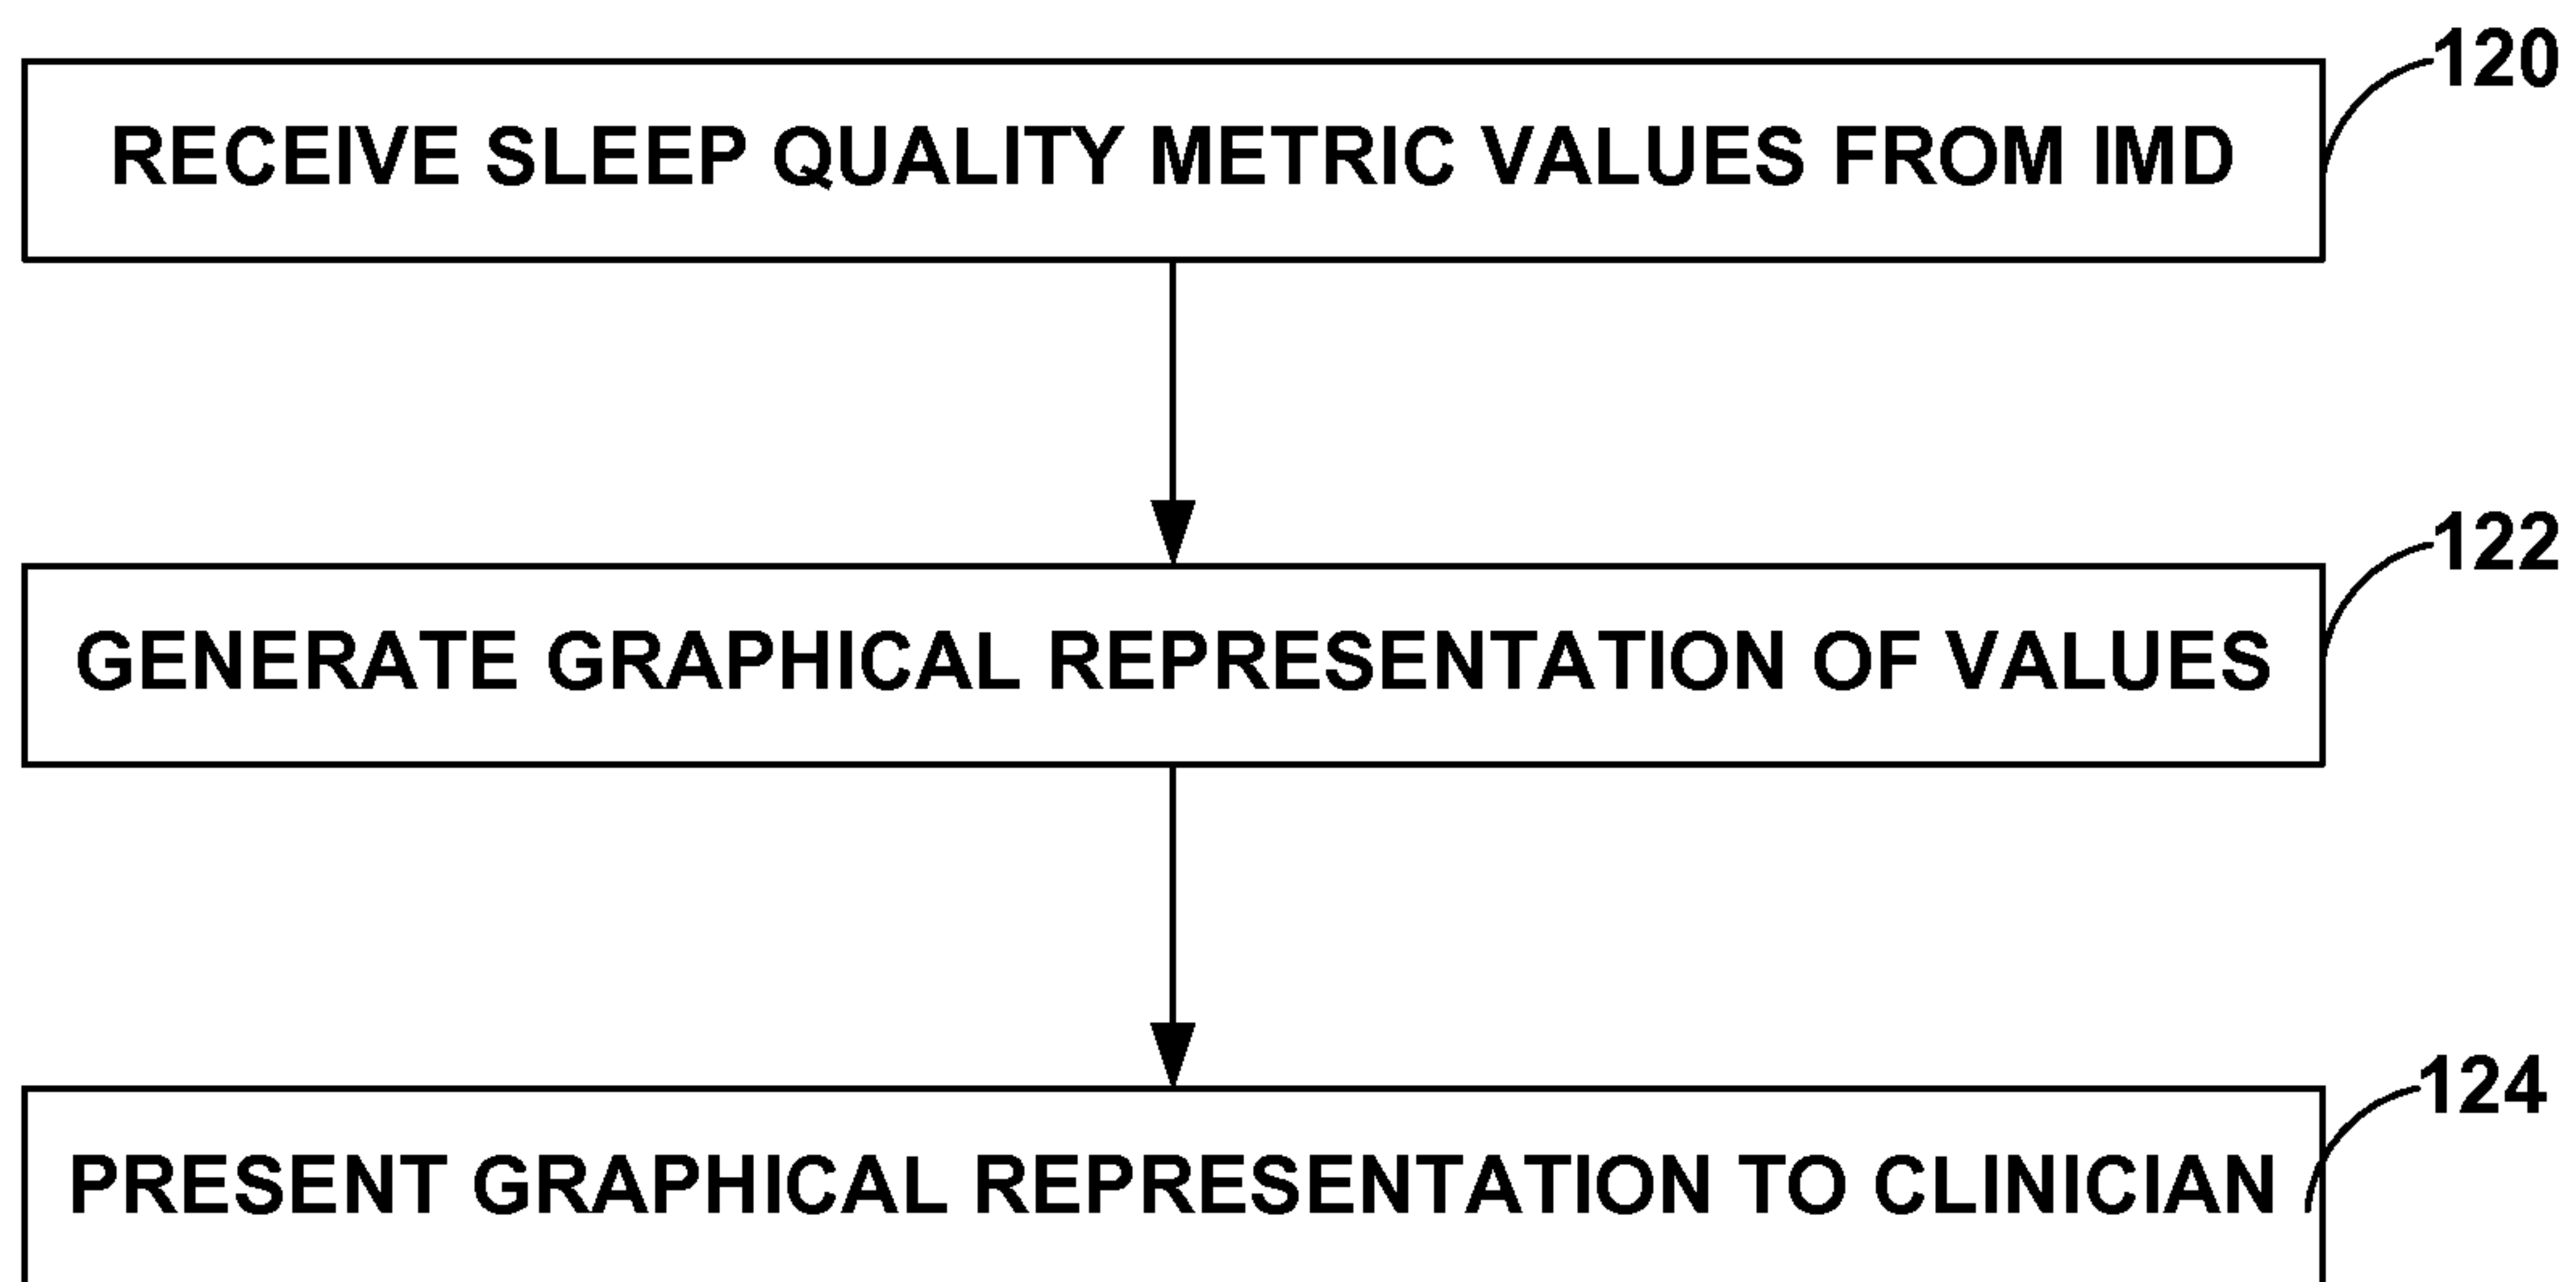 120
RECEIVE SLEEP QUALITY METRIC VALUES FROM IMD
122
GENERATE GRAPHICAL REPRESENTATION OF VALUES
124
PRESENT GRAPHICAL REPRESENTATION TO CLINICIAN